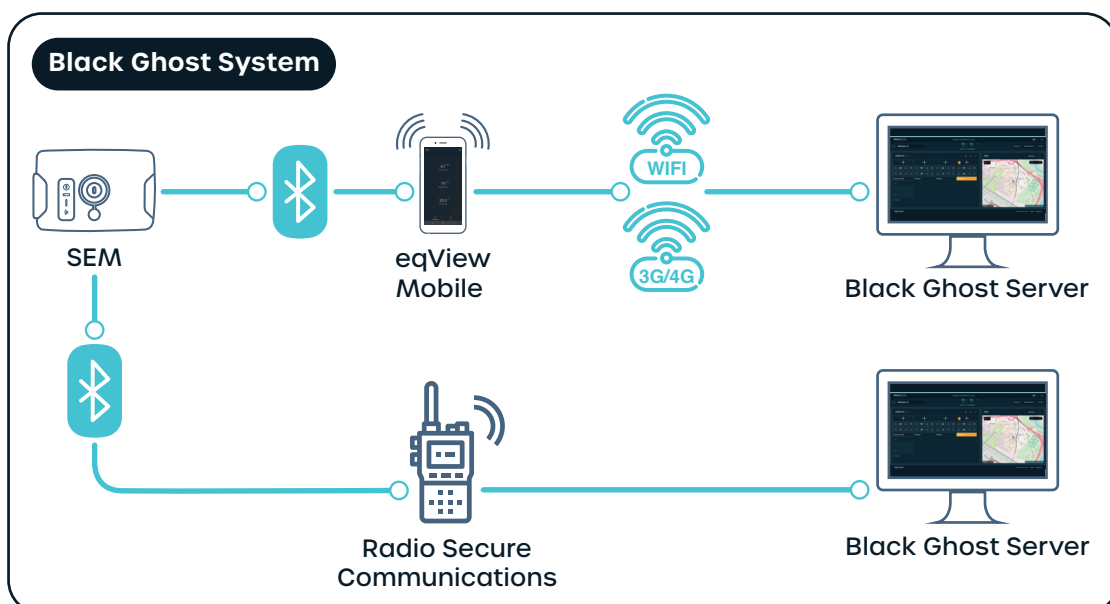 Black Ghost System
WIFI
3G/4G
SEM
eqView
Mobile
Black Ghost Server
Radio Secure
Communications
Black Ghost Server